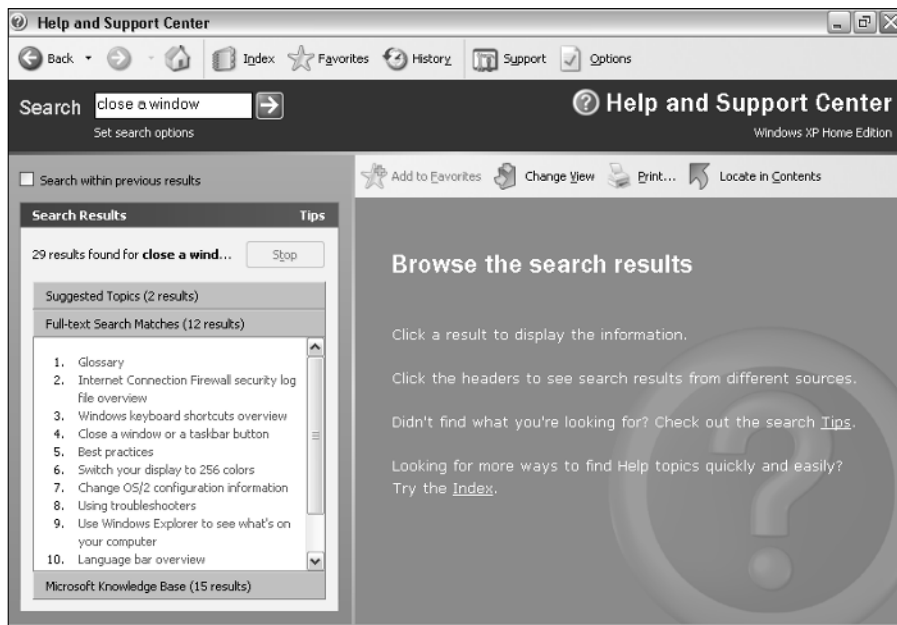 Help and Support Center
Back
Index
Favorites
History
Support
Options
Search
close a window
Set search options
Help and Support Center
Windows XP Home Edition
Search within previous results
Add to Favorites
Change View
Print...
Locate in Contents
Search Results
Tips
29 results found for close a wind...
Stop
Suggested Topics (2 results)
Full-text Search Matches (12 results)
1. Glossary
2. Internet Connection Firewall security log
file overview
3. Windows keyboard shortcuts overview
4. Close a window or a taskbar button
5. Best practices
6. Switch your display to 256 colors
7. Change OS/2 configuration information
8. Using troubleshooters
9. Use Windows Explorer to see what's on
your computer
10. Language bar overview
Microsoft Knowledge Base (15 results)
Browse the search results
Click a result to display the information.
Click the headers to see search results from different sources.
Didn't find what you're looking for? Check out the search Tips.
Looking for more ways to find Help topics quickly and easily?
Try the Index.